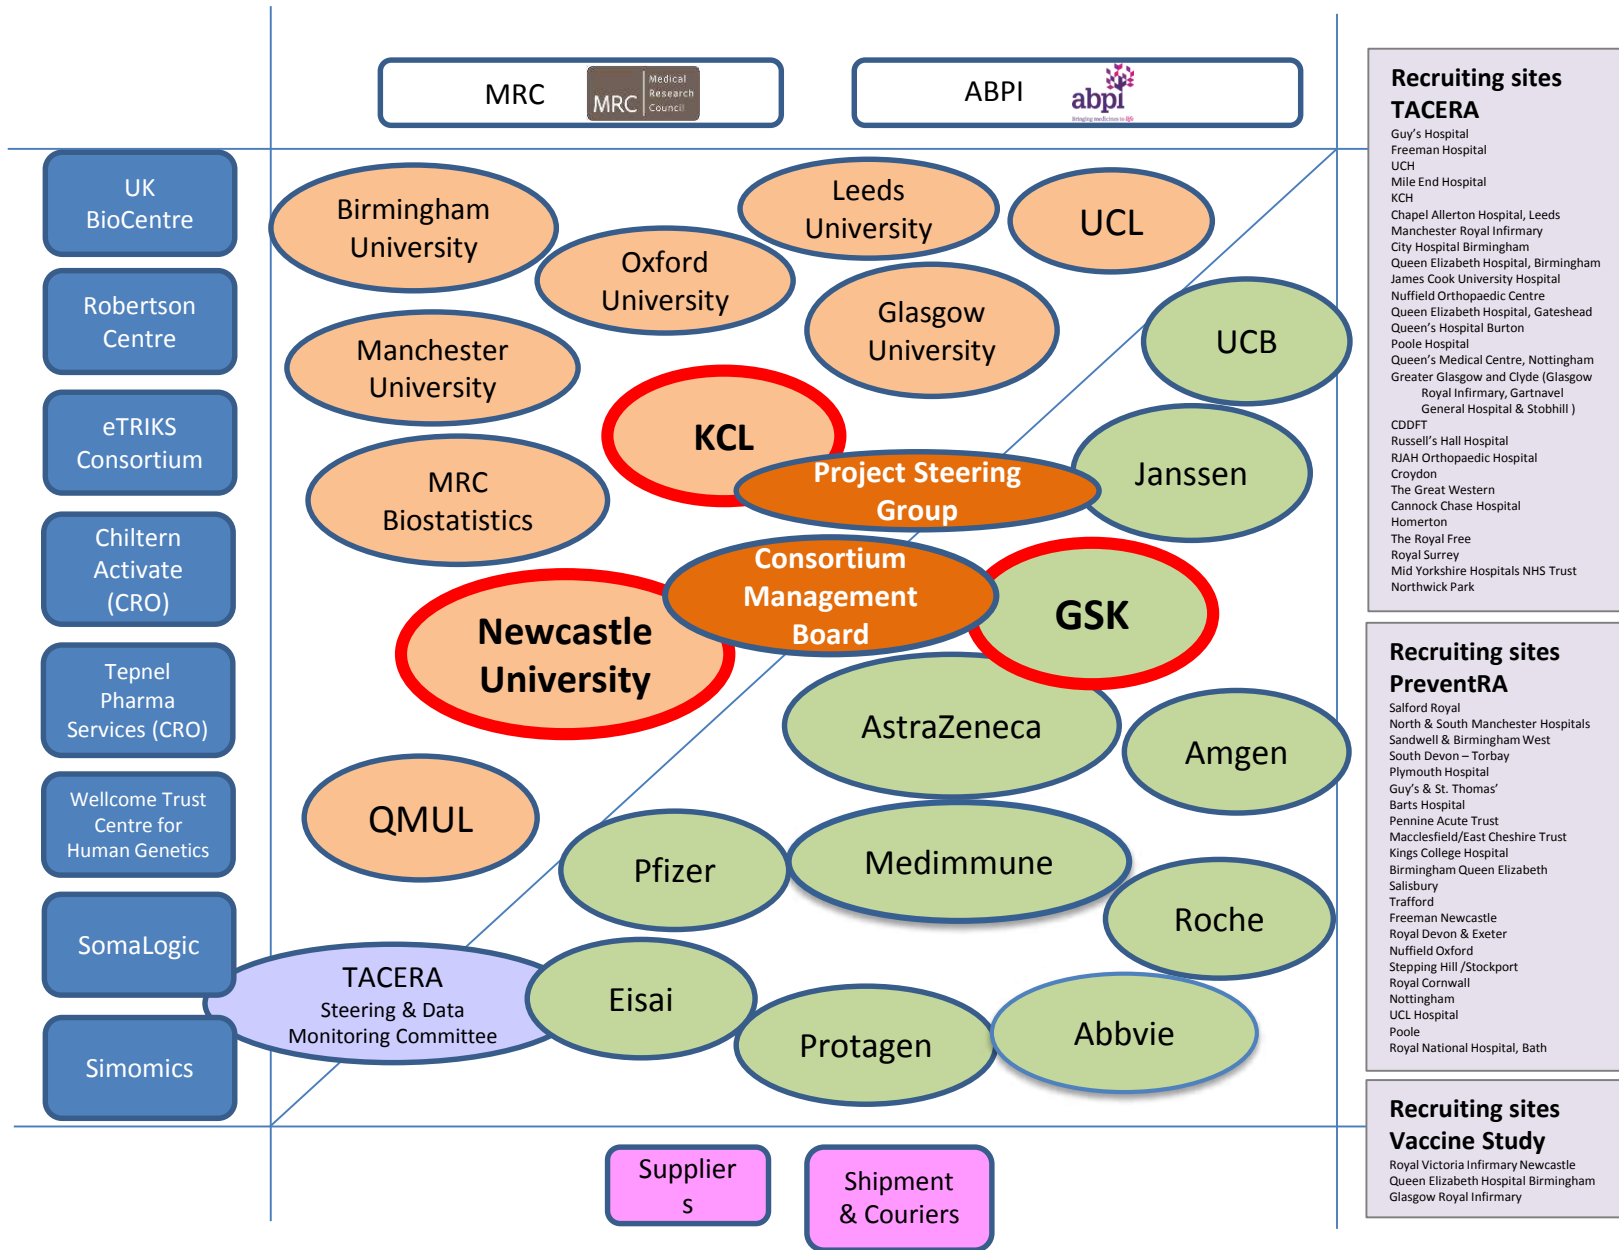 MRC
MRC
Medical
Research
Council
ABPI
abpi
Bringing medicines to life
UK
BioCentre
Robertson
Centre
eTRIKS
Consortium
Chiltern
Activate
(CRO)
Tepnel
Pharma
Services (CRO)
Wellcome Trust
Centre for
Human Genetics
SomaLogic
Simomics
Birmingham
University
Oxford
University
Leeds
University
UCL
Manchester
University
Glasgow
University
UCB
KCL
MRC
Biostatistics
Project Steering
Group
Janssen
Consortium
Management
Board
Newcastle
University
GSK
AstraZeneca
Amgen
QMUL
Pfizer
Medimmune
Roche
TACERA
Steering & Data
Monitoring Committee
Eisai
Protagen
Abbvie
Supplier
s
Shipment
& Couriers
Recruiting sites
TACERA
Guy's Hospital
Freeman Hospital
UCH
Mile End Hospital
KCH
Chapel Allerton Hospital, Leeds
Manchester Royal Infirmary
City Hospital Birmingham
Queen Elizabeth Hospital, Birmingham
James Cook University Hospital
Nuffield Orthopaedic Centre
Queen Elizabeth Hospital, Gateshead
Queen's Hospital Burton
Poole Hospital
Queen's Medical Centre, Nottingham
Greater Glasgow and Clyde (Glasgow
Royal Infirmary, Gartnavel
General Hospital & Stobhill )
CDDFT
Russell's Hall Hospital
RJAH Orthopaedic Hospital
Croydon
The Great Western
Cannock Chase Hospital
Homerton
The Royal Free
Royal Surrey
Mid Yorkshire Hospitals NHS Trust
Northwick Park
Recruiting sites
PreventRA
Salford Royal
North & South Manchester Hospitals
Sandwell & Birmingham West
South Devon – Torbay
Plymouth Hospital
Guy's & St. Thomas'
Barts Hospital
Pennine Acute Trust
Macclesfield/East Cheshire Trust
Kings College Hospital
Birmingham Queen Elizabeth
Salisbury
Trafford
Freeman Newcastle
Royal Devon & Exeter
Nuffield Oxford
Stepping Hill /Stockport
Royal Cornwall
Nottingham
UCL Hospital
Poole
Royal National Hospital, Bath
Recruiting sites
Vaccine Study
Royal Victoria Infirmary Newcastle
Queen Elizabeth Hospital Birmingham
Glasgow Royal Infirmary